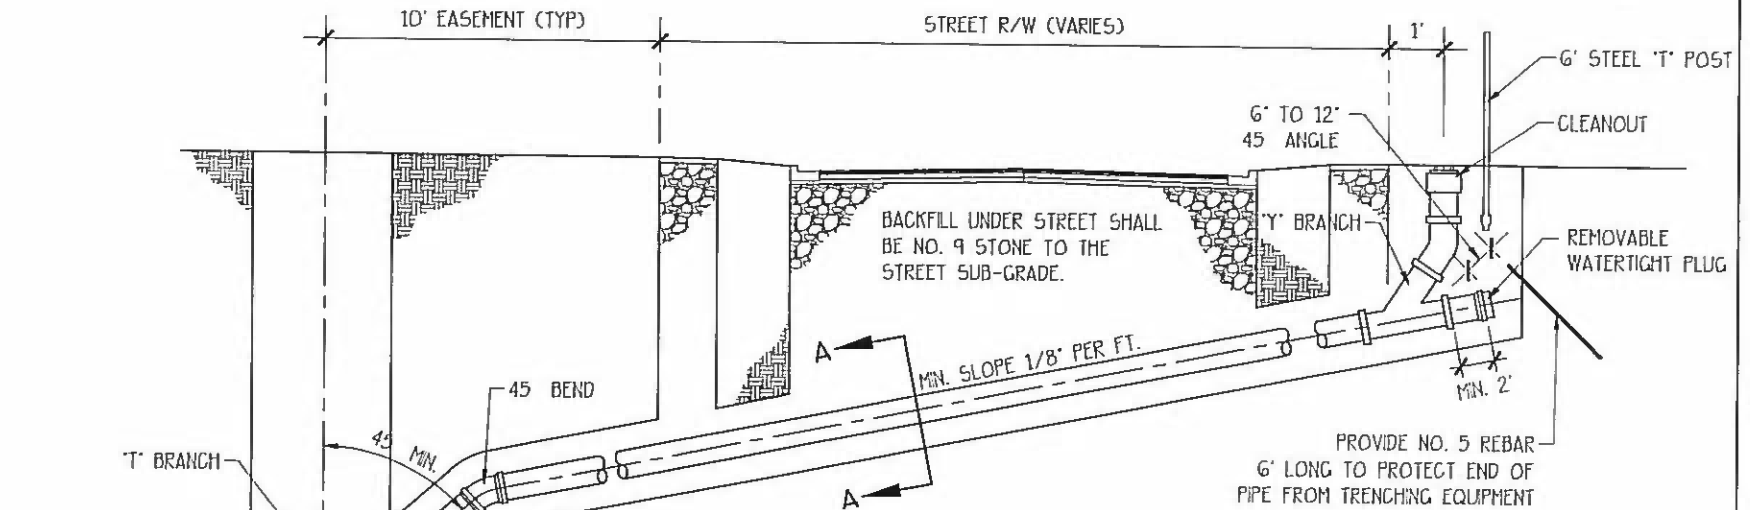 10' EASEMENT (TYP)
STREET R/W (VARIES)
1'
6' STEEL 'T' POST
6" TO 12"
45 ANGLE
CLEANOUT
BACKFILL UNDER STREET SHALL
BE NO. 9 STONE TO THE
STREET SUB-GRADE.
'Y' BRANCH
REMOVABLE
WATERTIGHT PLUG
A
MIN. SLOPE 1/8" PER FT.
MIN. 2'
45 BEND
45 MIN.
'T' BRANCH
A
PROVIDE NO. 5 REBAR
6' LONG TO PROTECT END OF
PIPE FROM TRENCHING EQUIPMENT